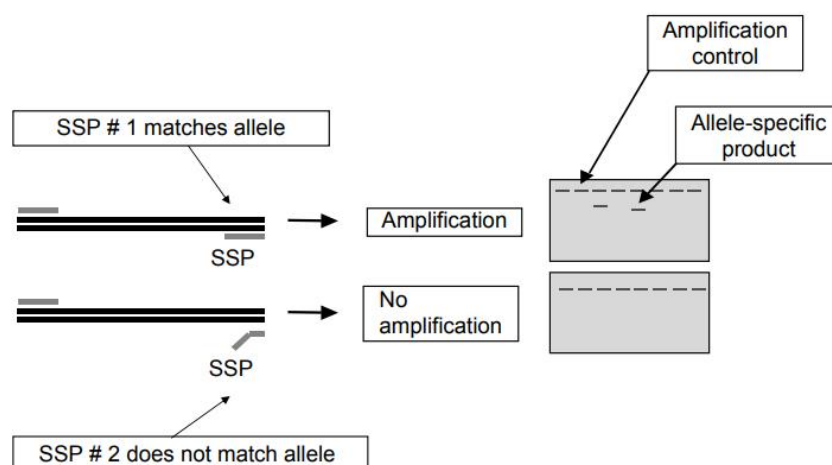 Amplification
control
SSP # 1 matches allele
Allele-specific
product
Amplification
SSP
No
amplification
SSP
SSP # 2 does not match allele